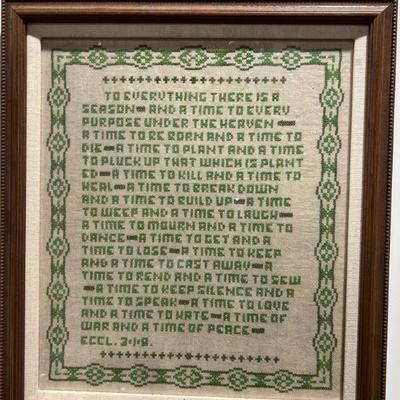 TO EVERYTHING THERE IS A
SEASON — AND A TIME TO EVERY
PURPOSE UNDER THE HEAVEN —
A TIME TO BE BORN AND A TIME TO
DIE — A TIME TO PLANT AND A TIME
TO PLUCK UP THAT WHICH IS PLANT
ED — A TIME TO KILL AND A TIME TO
HEAL — A TIME TO BREAK DOWN
AND A TIME TO BUILD UP — A TIME
TO WEEP AND A TIME TO LAUGH —
A TIME TO MOURN AND A TIME TO
DANCE — A TIME TO GET AND A
TIME TO LOSE — A TIME TO KEEP
AND A TIME TO CAST AWAY — A
TIME TO REND AND A TIME TO SEW
— A TIME TO KEEP SILENCE AND A
TIME TO SPEAK — A TIME TO LOVE
AND A TIME TO HATE — A TIME OF
WAR AND A TIME OF PEACE —
ECCL. 3:1-8.